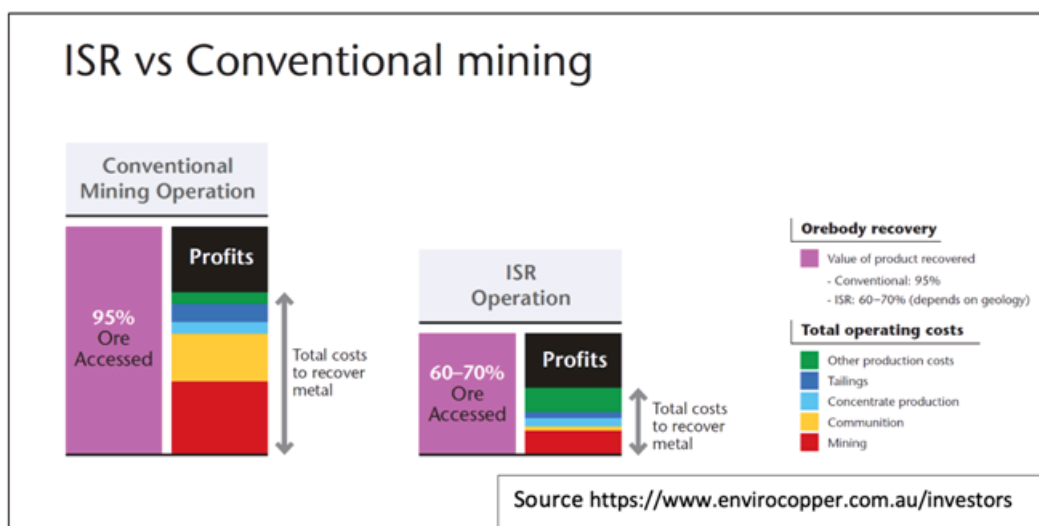 ISR vs Conventional mining
Conventional
Mining Operation
Profits
95%
Ore
Accessed
Total costs
to recover
metal
ISR
Operation
Profits
60–70%
Ore
Accessed
Total costs
to recover
metal
Orebody recovery
Value of product recovered
- Conventional: 95%
- ISR: 60–70% (depends on geology)
Total operating costs
Other production costs
Tailings
Concentrate production
Communition
Mining
Source https://www.envirocopper.com.au/investors